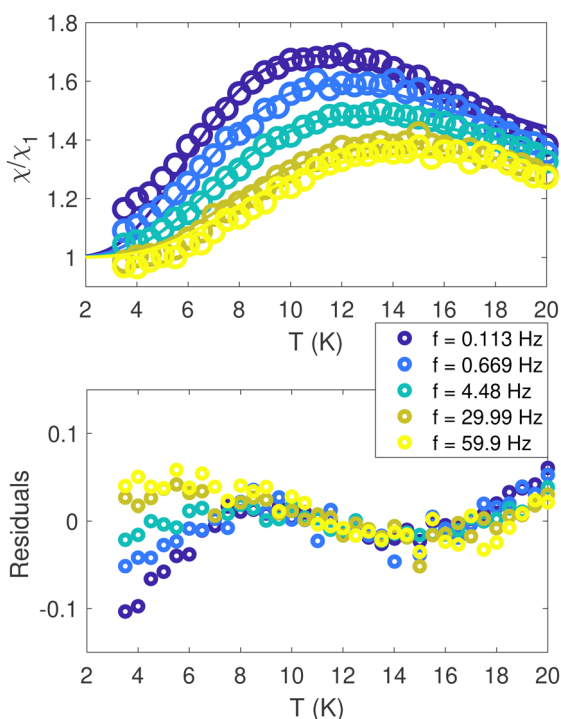 1.8
1.6
1.4
1.2
1
χ/χ1
2 4 6 8 10 12 14 16 18 20
T (K)
f = 0.113 Hz
f = 0.669 Hz
f = 4.48 Hz
f = 29.99 Hz
f = 59.9 Hz
0.1
0
-0.1
Residuals
2 4 6 8 10 12 14 16 18 20
T (K)